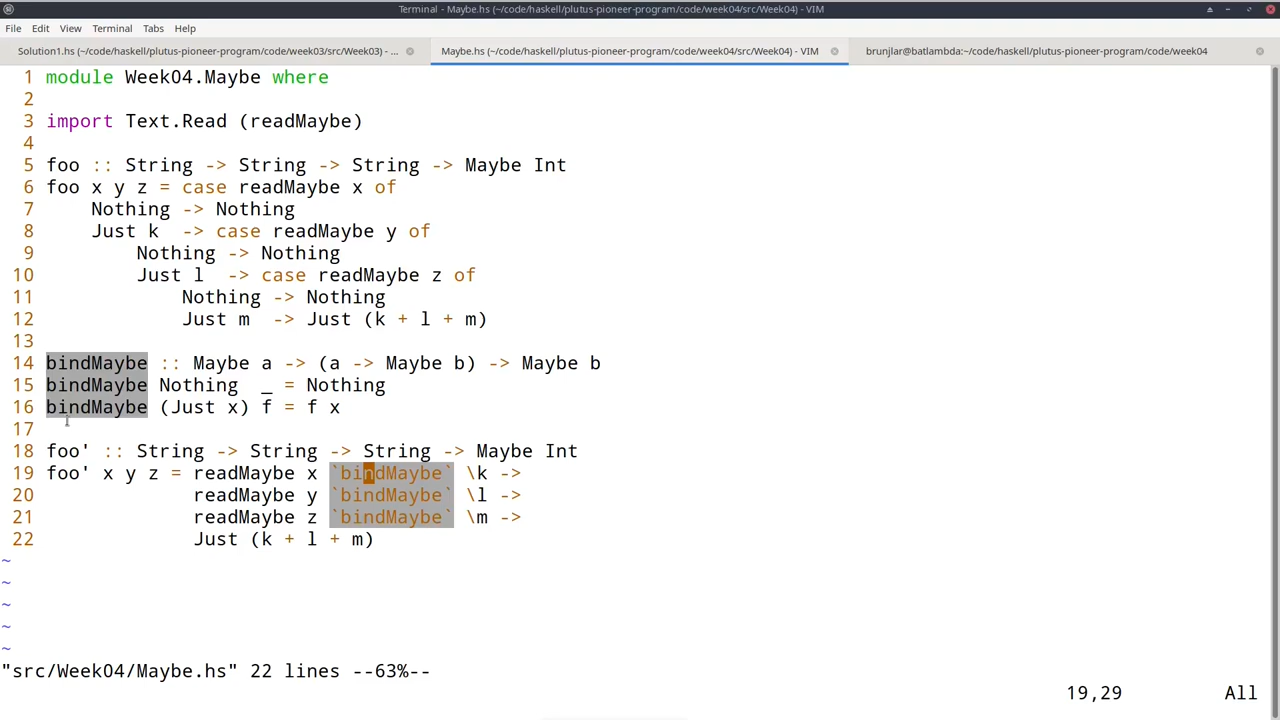 Terminal - Maybe.hs (~/code/haskell/plutus-pioneer-program/code/week04/src/Week04) - VIM
File Edit View Terminal Tabs Help
Solution1.hs (~/code/haskell/plutus-pioneer-program/code/week03/src/Week03) - ... Maybe.hs (~/code/haskell/plutus-pioneer-program/code/week04/src/Week04) - VIM brunjlar@batlambda:~/code/haskell/plutus-pioneer-program/code/week04
1 module Week04.Maybe where
2
3 import Text.Read (readMaybe)
4
5 foo :: String -> String -> String -> Maybe Int
6 foo x y z = case readMaybe x of
7     Nothing -> Nothing
8     Just k  -> case readMaybe y of
9         Nothing -> Nothing
10         Just l  -> case readMaybe z of
11             Nothing -> Nothing
12             Just m  -> Just (k + l + m)
13
14 bindMaybe :: Maybe a -> (a -> Maybe b) -> Maybe b
15 bindMaybe Nothing  _ = Nothing
16 bindMaybe (Just x) f = f x
17
18 foo' :: String -> String -> String -> Maybe Int
19 foo' x y z = readMaybe x `bindMaybe` \k ->
20              readMaybe y `bindMaybe` \l ->
21              readMaybe z `bindMaybe` \m ->
22              Just (k + l + m)
~
~
~
~
~
"src/Week04/Maybe.hs" 22 lines --63%--
19,29 All